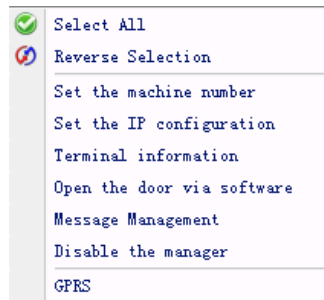 Select All
Reverse Selection
Set the machine number
Set the IP configuration
Terminal information
Open the door via software
Message Management
Disable the manager
GPRS